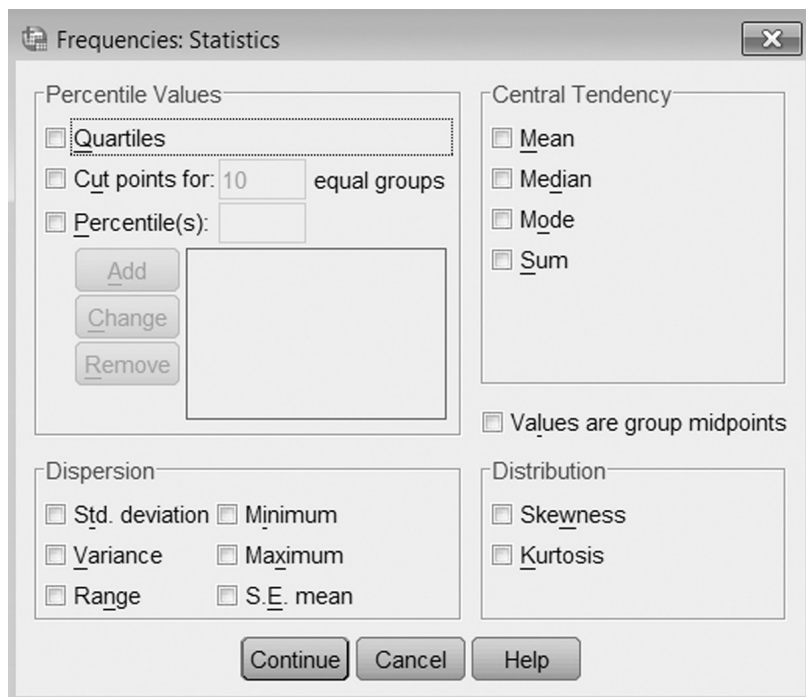 Frequencies: Statistics
Percentile Values
Quartiles
Cut points for: 10 equal groups
Percentile(s):
Add
Change
Remove
Central Tendency
Mean
Median
Mode
Sum
Values are group midpoints
Dispersion
Std. deviation Minimum
Variance Maximum
Range S.E. mean
Distribution
Skewness
Kurtosis
Continue Cancel Help